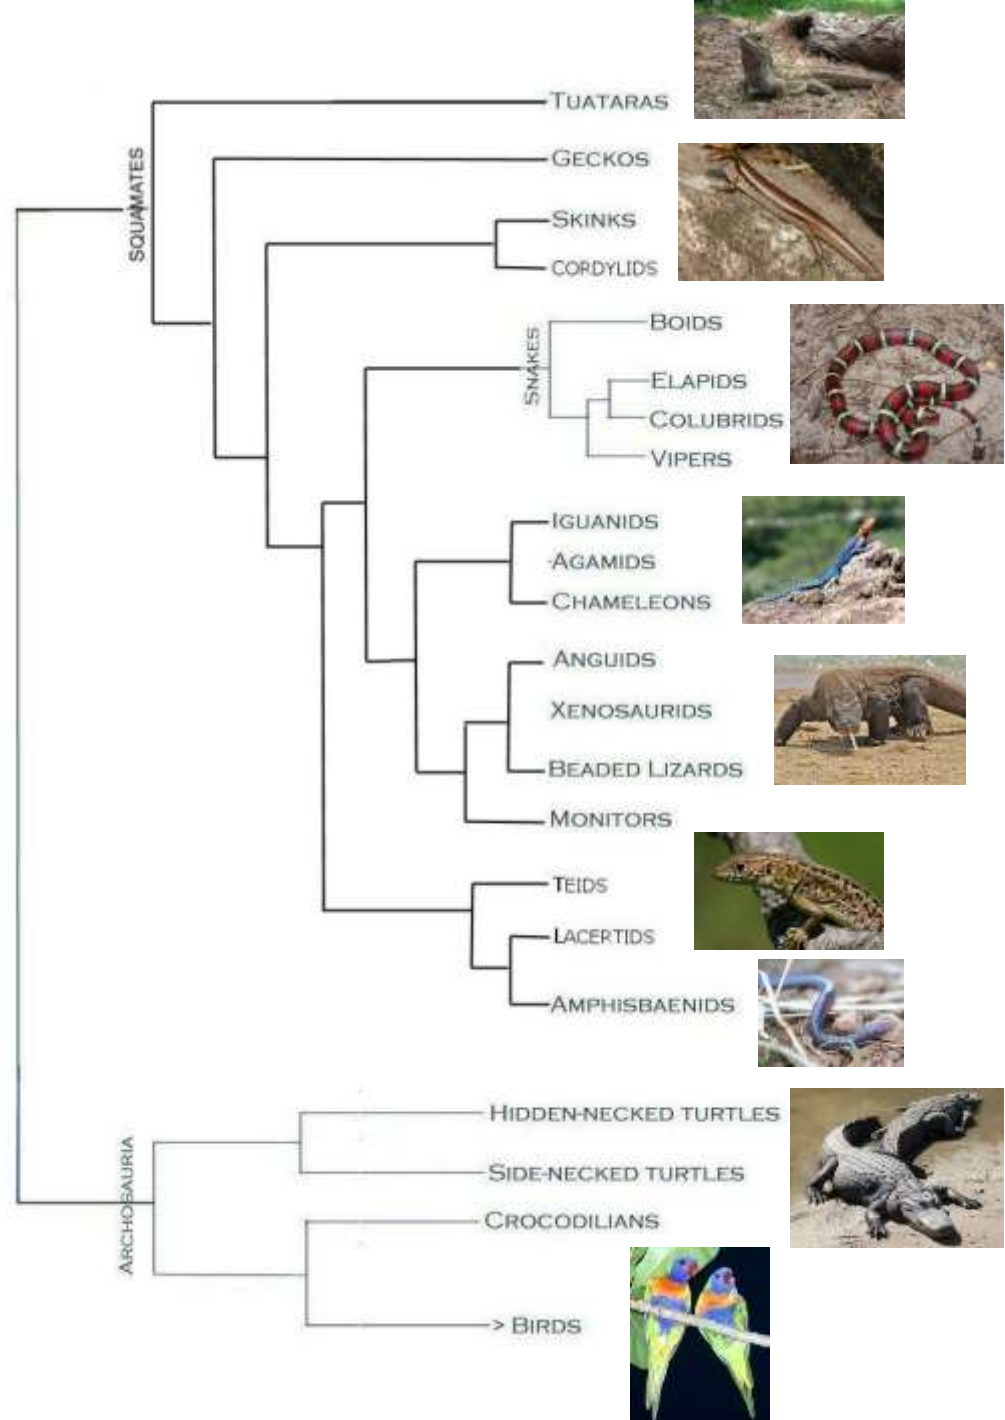 TUATARAS
SQUAMATES
GECKOS
SKINKS
CORDYLIDS
SNAKES
BOIDS
ELAPIDS
COLUBRIDS
VIPERS
IGUANIDS
-AGAMIDS
CHAMELEONS
ANGUIDS
XENOSAURIDS
BEADED LIZARDS
MONITORS
TEIDS
LACERTIDS
AMPHISBAENIDS
HIDDEN-NECKED TURTLES
ARCHOSAURIA
SIDE-NECKED TURTLES
CROCODILIANS
> BIRDS